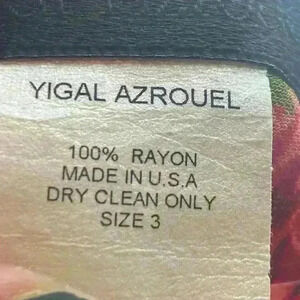 YIGAL AZROUEL
100% RAYON
MADE IN U.S.A
DRY CLEAN ONLY
SIZE 3